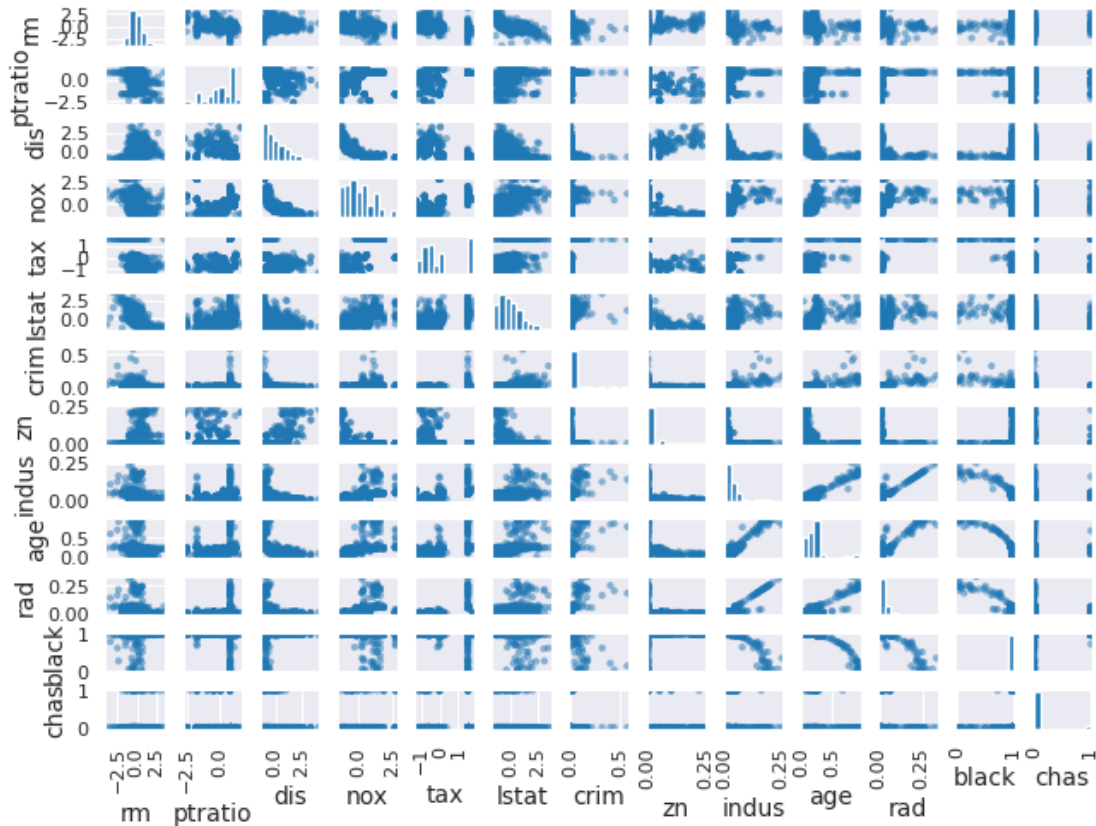 rm 2.5 0.0 −2.5
ptratio 0.0 −2.5
dis 2.5 0.0
nox 2.5 0.0
tax 1 0 −1
lstat 2.5 0.0
crim 0.5 0.0
zn 0.25 0.00
indus 0.25 0.00
age 0.5 0.0
rad 0.25 0.00
black 1 0
chas 1 0
−2.5 0.0 2.5 −2.5 0.0 0.0 2.5 0.0 2.5 −1 0 1 0.0 2.5 0.0 0.5 0.00 0.25 0.00 0.25 0.0 0.5 0.00 0.25 0 1 0 1
rm ptratio dis nox tax lstat crim zn indus age rad black chas